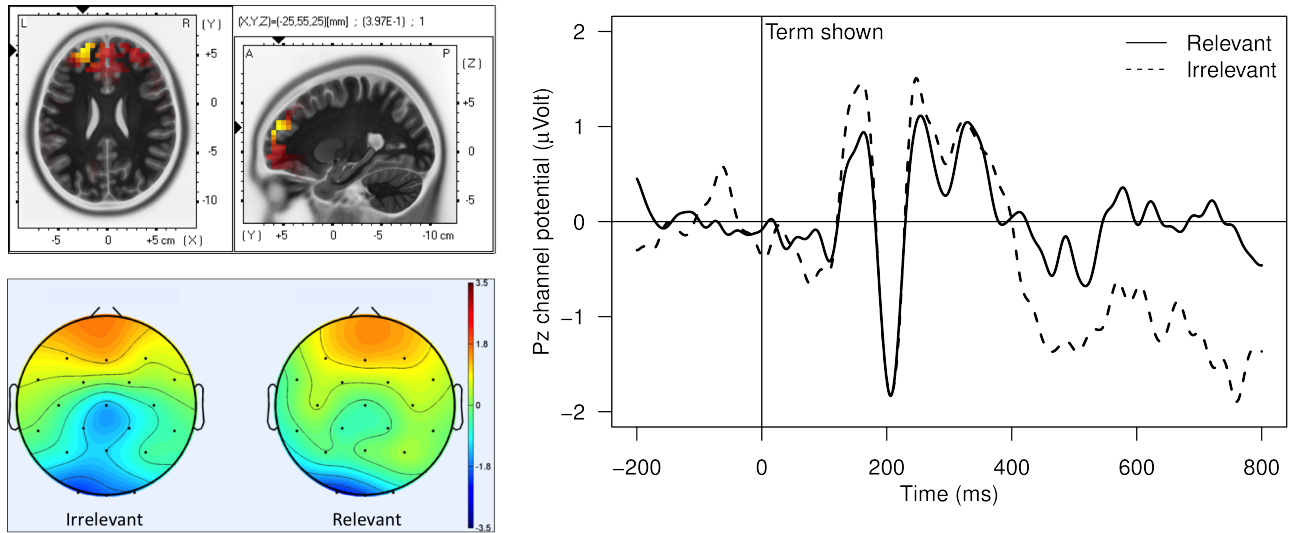 L R (Y)
+5
0
-5
-10
-5 0 +5 cm (X)
(X,Y,Z)=(-25,55,25)[mm] ; (3.97E-1) ; 1
A P
(Z)
+5
0
-5
(Y) +5 0 -5 -10 cm
3.5
1.8
0
-1.8
-3.5
Irrelevant Relevant
Term shown
Relevant
Irrelevant
Pz channel potential (µVolt)
2
1
0
−1
−2
−200 0 200 400 600 800
Time (ms)